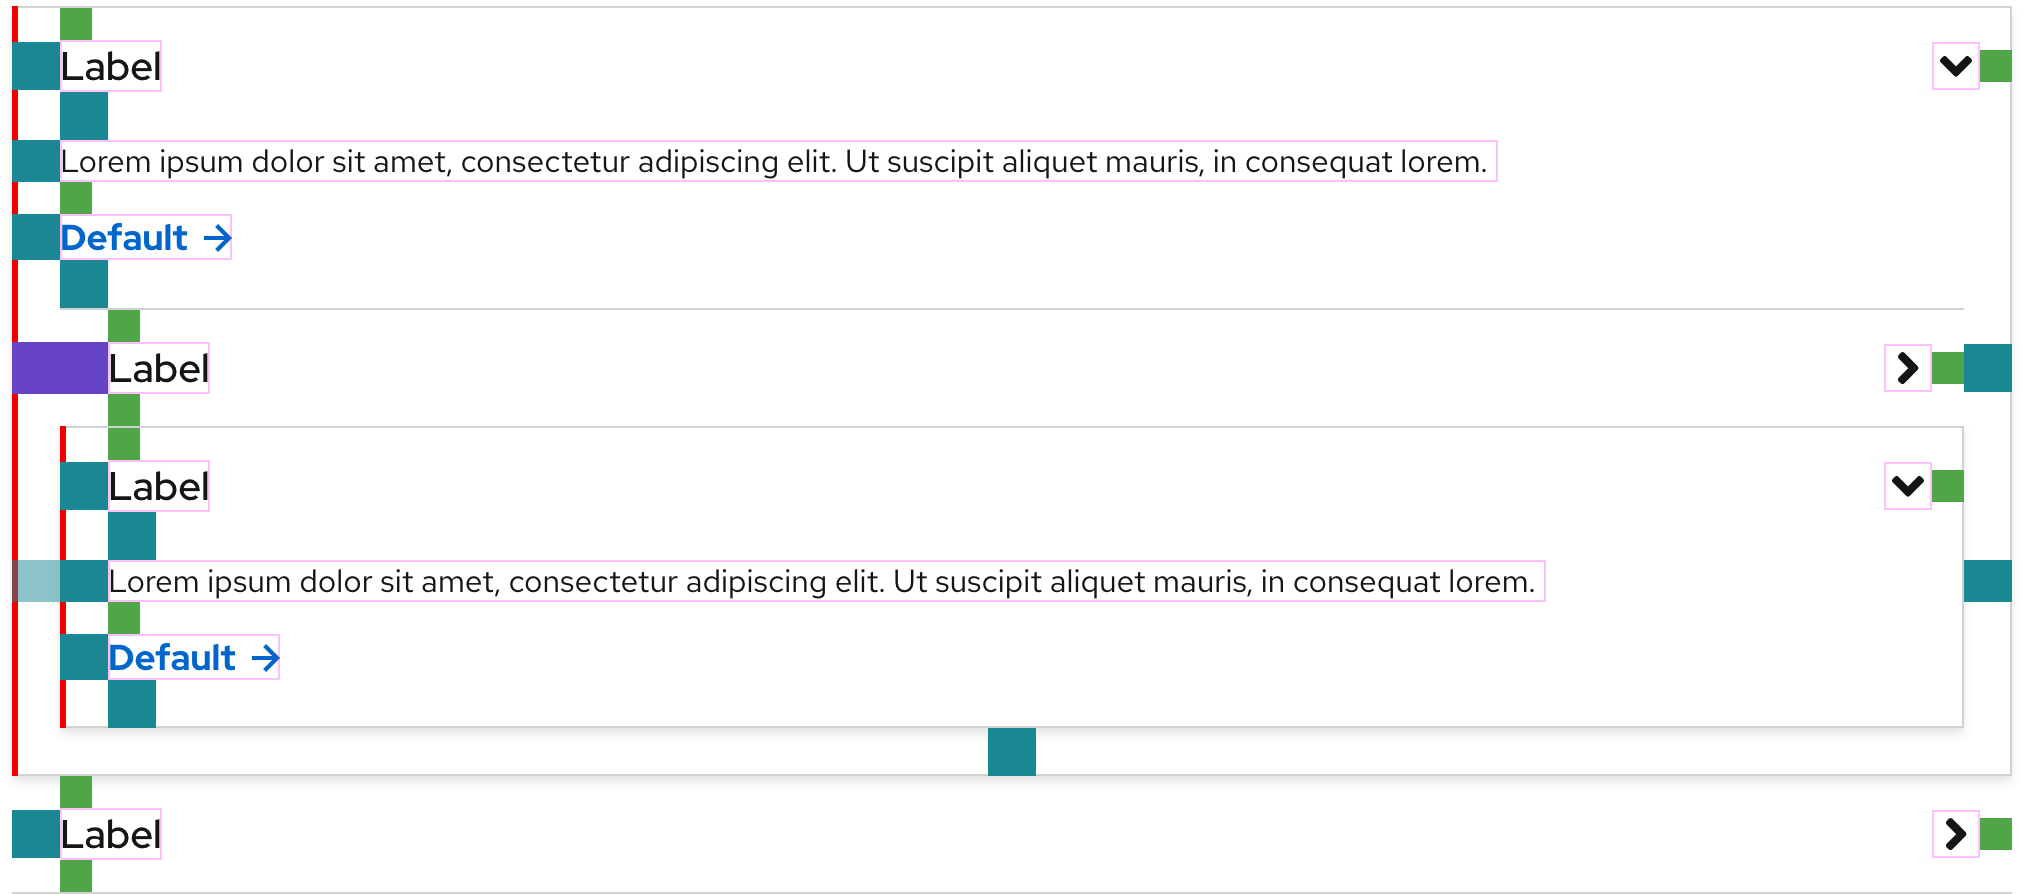 Label
Lorem ipsum dolor sit amet, consectetur adipiscing elit. Ut suscipit aliquet mauris, in consequat lorem.
Default →
Label
Label
Lorem ipsum dolor sit amet, consectetur adipiscing elit. Ut suscipit aliquet mauris, in consequat lorem.
Default →
Label